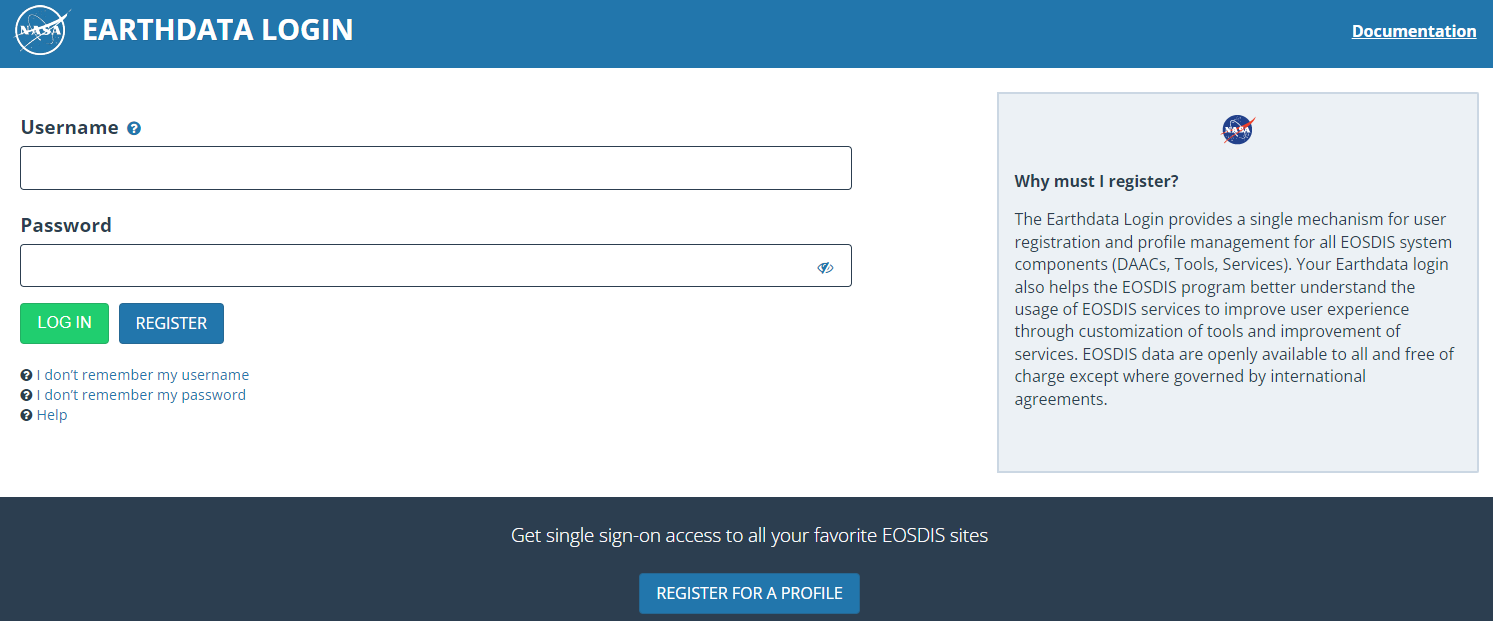 NASA
EARTHDATA LOGIN
Documentation
Username
Password
LOG IN
REGISTER
I don’t remember my username
I don’t remember my password
Help
NASA
Why must I register?
The Earthdata Login provides a single mechanism for user
registration and profile management for all EOSDIS system
components (DAACs, Tools, Services). Your Earthdata login
also helps the EOSDIS program better understand the
usage of EOSDIS services to improve user experience
through customization of tools and improvement of
services. EOSDIS data are openly available to all and free of
charge except where governed by international
agreements.
Get single sign-on access to all your favorite EOSDIS sites
REGISTER FOR A PROFILE